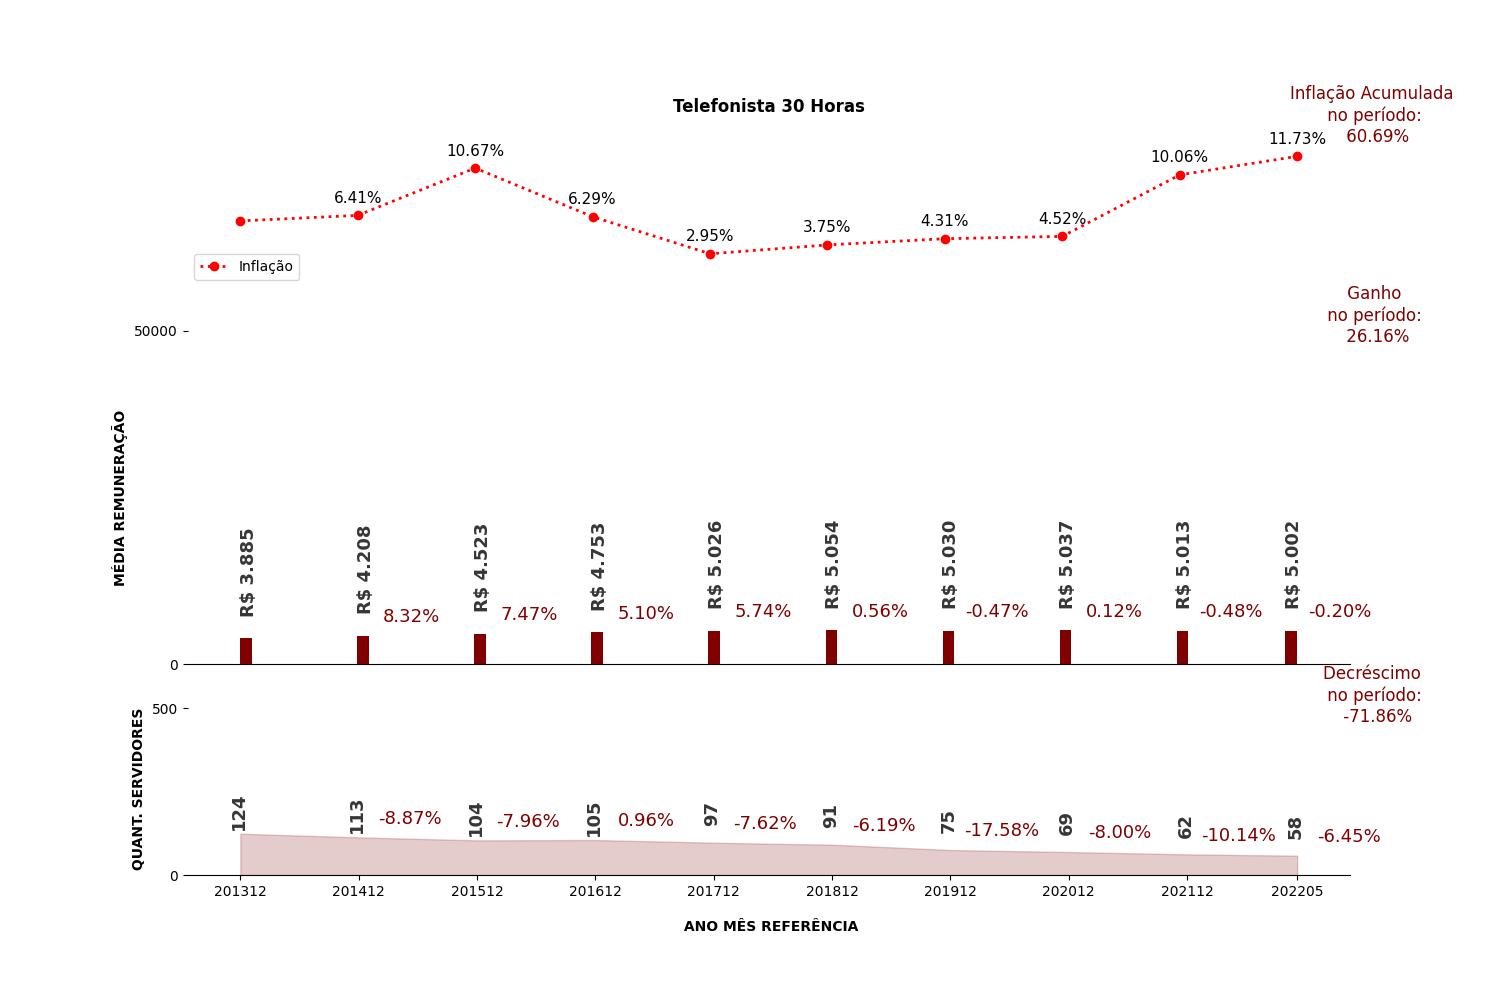 Telefonista 30 Horas
Inflação Acumulada
no período:
60.69%
6.41%
10.67%
6.29%
2.95%
3.75%
4.31%
4.52%
10.06%
11.73%
Inflação
Ganho
no período:
26.16%
50000
0
MÉDIA REMUNERAÇÃO
R$ 3.885
R$ 4.208
R$ 4.523
R$ 4.753
R$ 5.026
R$ 5.054
R$ 5.030
R$ 5.037
R$ 5.013
R$ 5.002
8.32%
7.47%
5.10%
5.74%
0.56%
-0.47%
0.12%
-0.48%
-0.20%
Decréscimo
no período:
-71.86%
500
0
QUANT. SERVIDORES
124
113
104
105
97
91
75
69
62
58
-8.87%
-7.96%
0.96%
-7.62%
-6.19%
-17.58%
-8.00%
-10.14%
-6.45%
201312
201412
201512
201612
201712
201812
201912
202012
202112
202205
ANO MÊS REFERÊNCIA